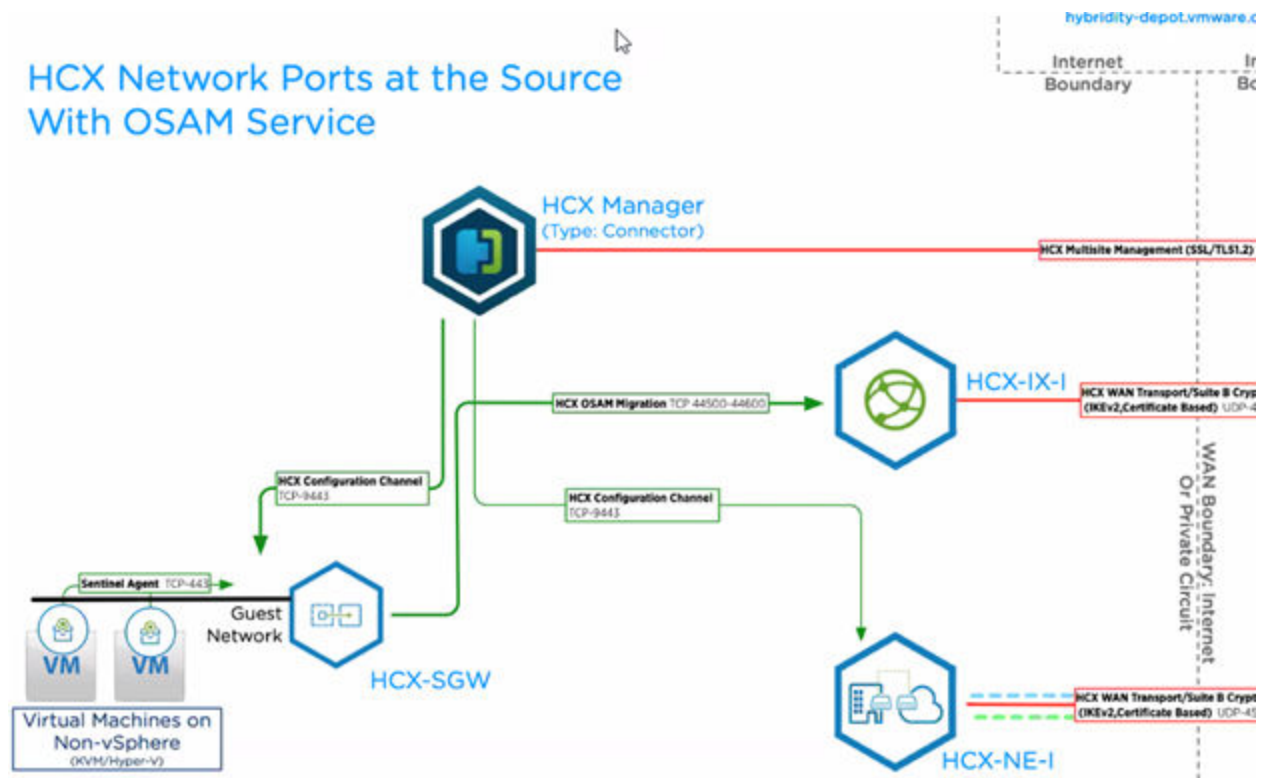 hybridity-depot.vmware.c
HCX Network Ports at the Source
With OSAM Service
Internet
Boundary
HCX Manager
(Type: Connector)
HCX Multisite Management (SSL/TLS1.2)
HCX-IX-I
HCX OSAM Migration TCP 44500-44600
HCX WAN Transport/Suite B Cryp
(IKEv2,Certificate Based) UDP-4
HCX Configuration Channel
TCP-9443
HCX Configuration Channel
TCP-9443
WAN Boundary: Internet
Or Private Circuit
Sentinel Agent TCP-443
Guest
Network
VM
VM
HCX-SGW
Virtual Machines on
Non-vSphere
(KVM/Hyper-V)
HCX WAN Transport/Suite B Crypt
(IKEv2,Certificate Based) UDP-45
HCX-NE-I